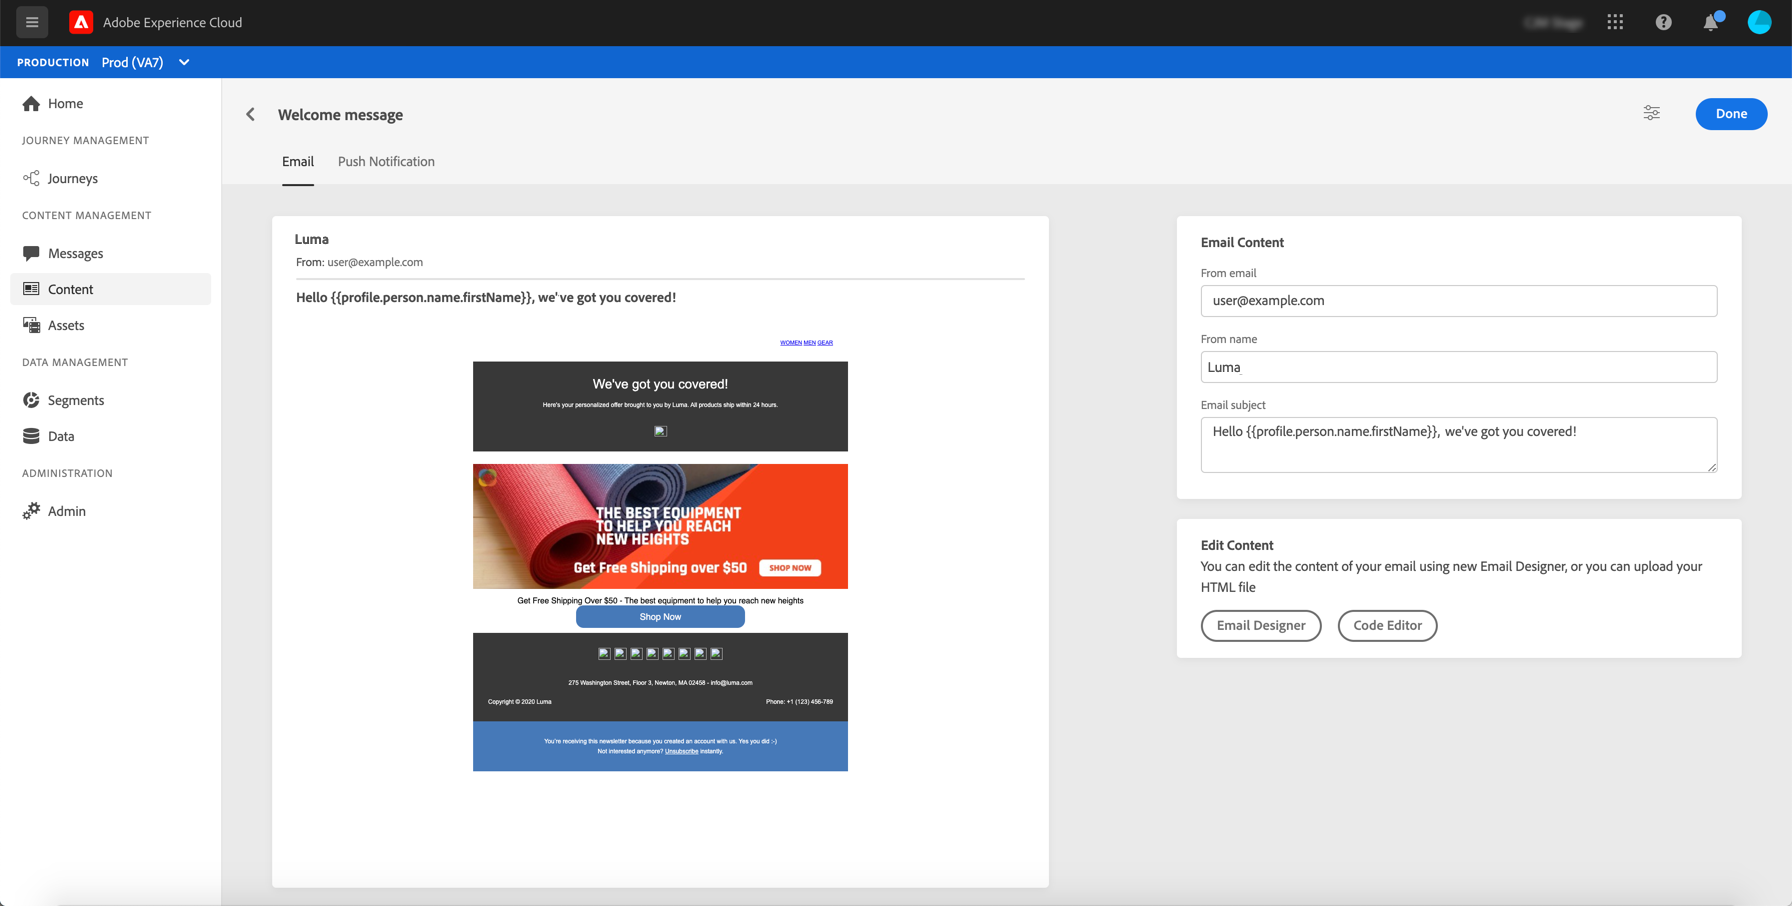 Adobe Experience Cloud
PRODUCTION Prod (VA7)
Home
JOURNEY MANAGEMENT
Journeys
CONTENT MANAGEMENT
Messages
Content
Assets
DATA MANAGEMENT
Segments
Data
ADMINISTRATION
Admin
Welcome message
Done
Email Push Notification
Luma
From: user@example.com
Hello {{profile.person.name.firstName}}, we've got you covered!
WOMEN MEN GEAR
We've got you covered!
Here's your personalized offer brought to you by Luma. All products ship within 24 hours.
THE BEST EQUIPMENT
TO HELP YOU REACH
NEW HEIGHTS
Get Free Shipping over $50 SHOP NOW
Get Free Shipping Over $50 - The best equipment to help you reach new heights
Shop Now
275 Washington Street, Floor 3, Newton, MA 02458 - info@luma.com
Copyright © 2020 Luma Phone: +1 (123) 456-789
You're receiving this newsletter because you created an account with us. Yes you did :-)
Not interested anymore? Unsubscribe instantly.
Email Content
From email
user@example.com
From name
Luma
Email subject
Hello {{profile.person.name.firstName}}, we've got you covered!
Edit Content
You can edit the content of your email using new Email Designer, or you can upload your
HTML file
Email Designer Code Editor